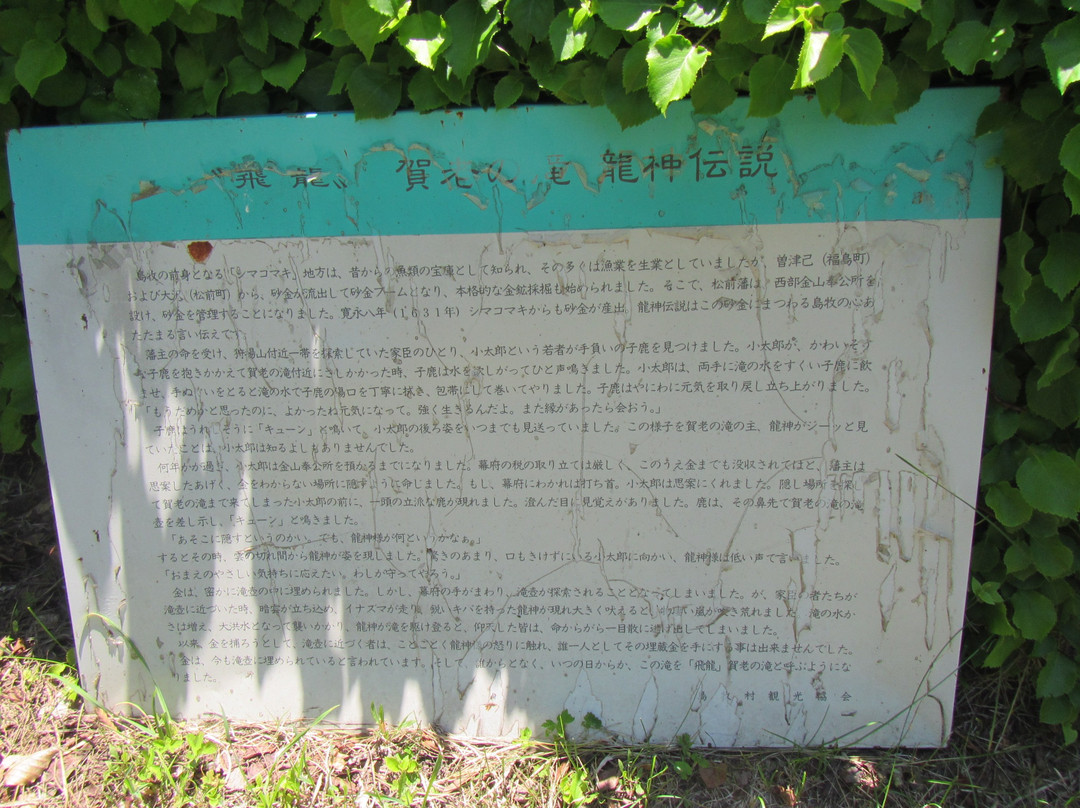 〝飛龍〟賀老の滝 龍神伝説
島牧の前身となる「シマコマキ」地方は、昔から魚類の宝庫として知られ、その多くは漁業を生業としていましたが、曽津己(福島町)
および大沢(松前町)から、砂金が流出して砂金ブームとなり、本格的な金鉱採掘も始められました。そこで、松前藩は、西部金山奉公所を
設け、砂金を管理することになりました。寛永八年(1631年)シマコマキからも砂金が産出 龍神伝説はこの砂金にまつわる島牧の心あ
たたまる言い伝えです
藩主の命を受け、狩場山付近一帯を探索していた家臣のひとり、小太郎という若者が手負いの子鹿を見つけました。小太郎が、かわいそう
な子鹿を抱きかかえて賀老の滝付近にさしかかった時、子鹿は水を欲しがってひと声鳴きました。小太郎は、両手に滝の水をすくい子鹿に飲
ませ、手ぬぐいをとると滝の水で子鹿の傷口を丁寧に拭き、包帯にして巻いてやりました。子鹿はやにわに元気を取り戻し立ち上がりました。
「もうだめかと思ったのに、よかったね元気になって。強く生きるんだよ。また縁があったら会おう。」
子鹿はうれしそうに「キューン」と鳴いて、小太郎の後ろ姿をいつまでも見送っていました。この様子を賀老の滝の主、龍神がジーッと見
ていたことは、小太郎は知るよしもありませんでした。
何年かが過ぎ、小太郎は金山奉公所を預かるまでになりました。幕府の税の取り立ては厳しく、このうえ金までも没収されてはと、藩主は
思案したあげく、金をわからない場所に隠すように命じました。もし、幕府にわかれば打ち首。小太郎は思案にくれました。隠し場所を探し
て賀老の滝まで来てしまった小太郎の前に、一頭の立派な鹿が現れました。澄んだ目に見覚えがありました。鹿は、その鼻先で賀老の滝の滝
壺を差し示し、「キューン」と鳴きました。
「あそこに隠すというのかい。でも、龍神様が何というかなぁ。」
するとその時、雲の切れ間から龍神が姿を現しました。驚きのあまり、口もきけずにいる小太郎に向かい、龍神様は低い声で言いました。
「おまえのやさしい気持ちに応えたい。わしが守ってやろう。」
金は、密かに滝壺の中に埋められました。しかし、幕府の手がまわり、滝壺が探索されることとなってしまいました。が、家臣の者たちが
滝壺に近づいた時、暗雲が立ち込め、イナズマが走り、鋭いキバを持った龍神が現れ大きく吠えると、激しい嵐が吹き荒れました。滝の水か
さは増え、大洪水となって襲いかかり、龍神が滝を駆け登ると、仰天した皆は、命からがら一目散に逃げ出してしまいました。
以来、金を捕ろうとして、滝壺に近づく者は、ことごとく龍神の怒りに触れ、誰一人としてその埋蔵金を手にする事は出来ませんでした。
金は、今も滝壺に埋められていると言われています。そして、誰からとなく、いつの日からか、この滝を「飛龍」賀老の滝と呼ぶようにな
りました。
島牧村観光協会